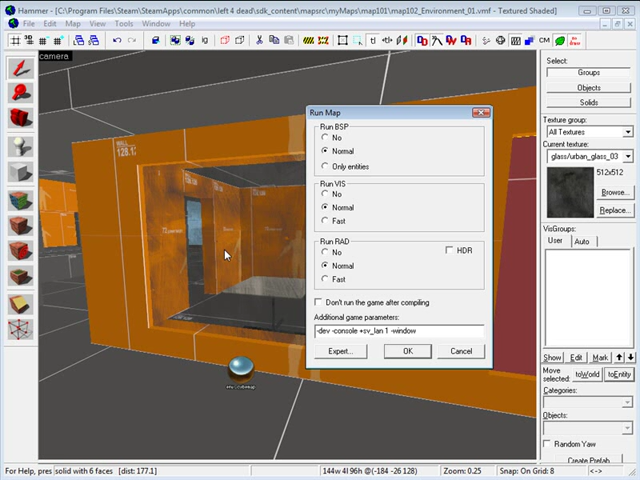 Hammer - [C:\Program Files\Steam\SteamApps\common\left 4 dead\sdk_content\mapsrc\myMaps\map101\map102_Environment_01.vmf - Textured Shaded]
File Edit Map View Tools Instancing Window Help
camera
Select:
Groups
Objects
Solids
Texture group:
All Textures
Current texture:
glass/urban_glass_03
512x512
Browse...
Replace...
VisGroups:
User Auto
Show Edit Mark
Move selected: toWorld toEntity
Categories:
Objects:
Random Yaw
Create Prefab
Run Map
Run BSP
No
Normal
Only entities
Run VIS
No
Normal
Fast
Run RAD
No
HDR
Normal
Fast
Don't run the game after compiling
Additional game parameters:
-dev -console +sv_lan 1 -window
Expert... OK Cancel
For Help, pres solid with 6 faces [dist: 177.1] 144w 4l 96h @(-184 -26 128) Zoom: 0.25 Snap: On Grid: 8 <->